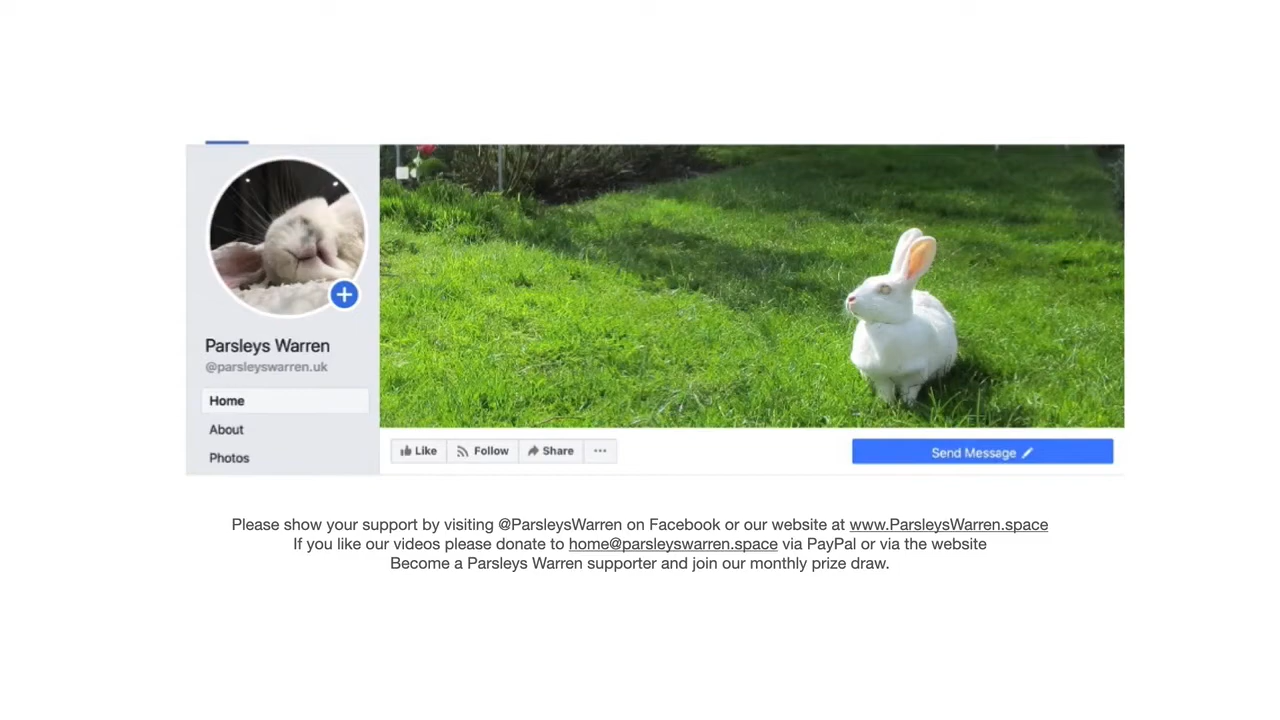 Parsleys Warren
@parsleyswarren.uk
Home
About
Photos
Like Follow Share ...
Send Message
Please show your support by visiting @ParsleysWarren on Facebook or our website at www.ParsleysWarren.space
If you like our videos please donate to home@parsleyswarren.space via PayPal or via the website
Become a Parsleys Warren supporter and join our monthly prize draw.